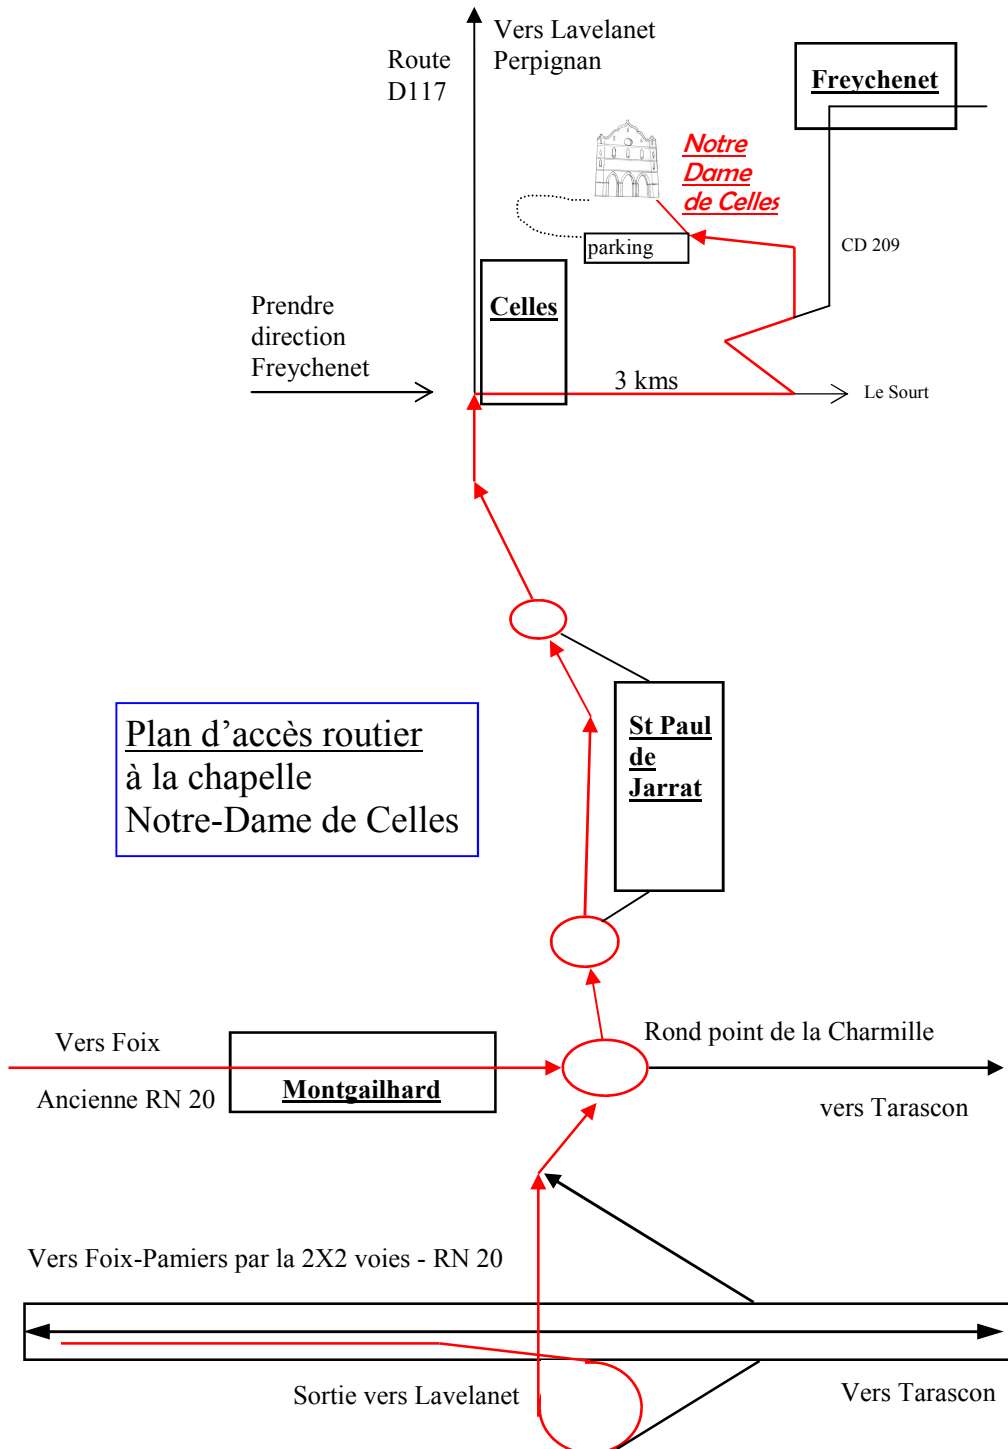 Vers Lavelanet
Perpignan
Route
D117
Freychenet
Notre
Dame
de Celles
parking
CD 209
Celles
Prendre
direction
Freychenet
3 kms
Le Sourt
St Paul
de
Jarrat
Plan d’accès routier
à la chapelle
Notre-Dame de Celles
Rond point de la Charmille
Vers Foix
Montgailhard
Ancienne RN 20
vers Tarascon
Vers Foix-Pamiers par la 2X2 voies - RN 20
Sortie vers Lavelanet
Vers Tarascon